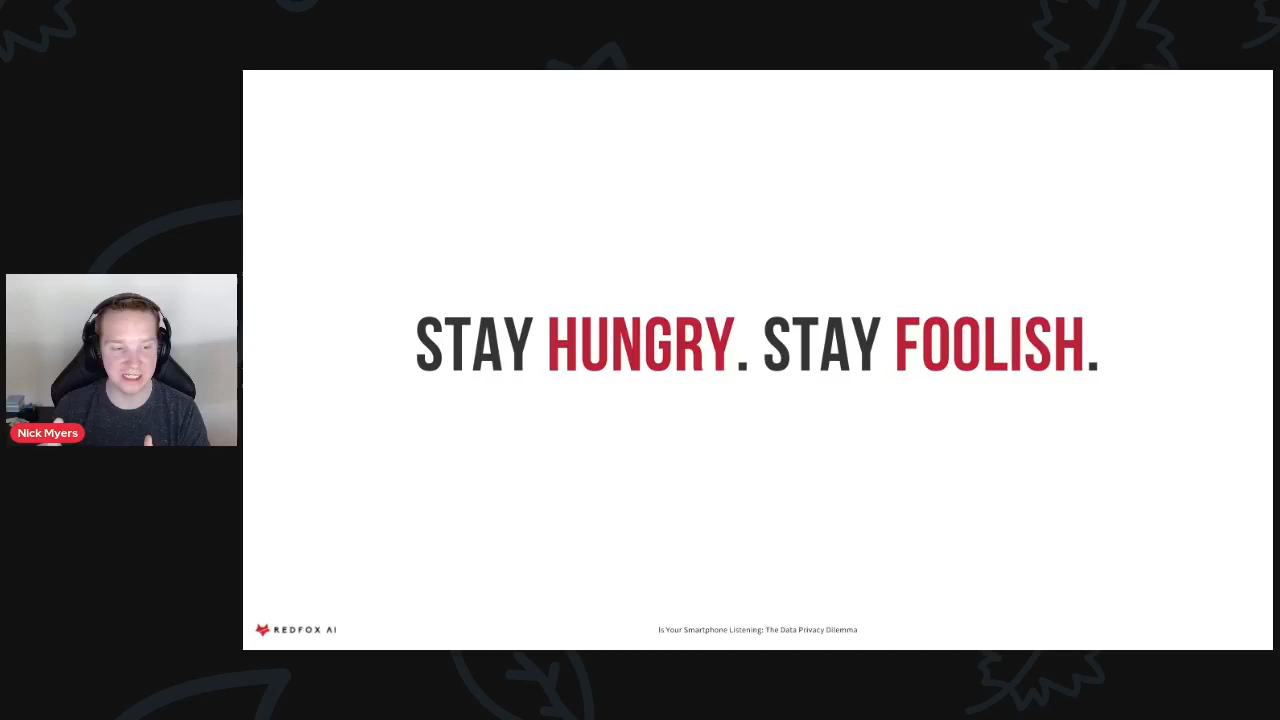 STAY HUNGRY. STAY FOOLISH.
Nick Myers
REDFOX AI
Is Your Smartphone Listening: The Data Privacy Dilemma